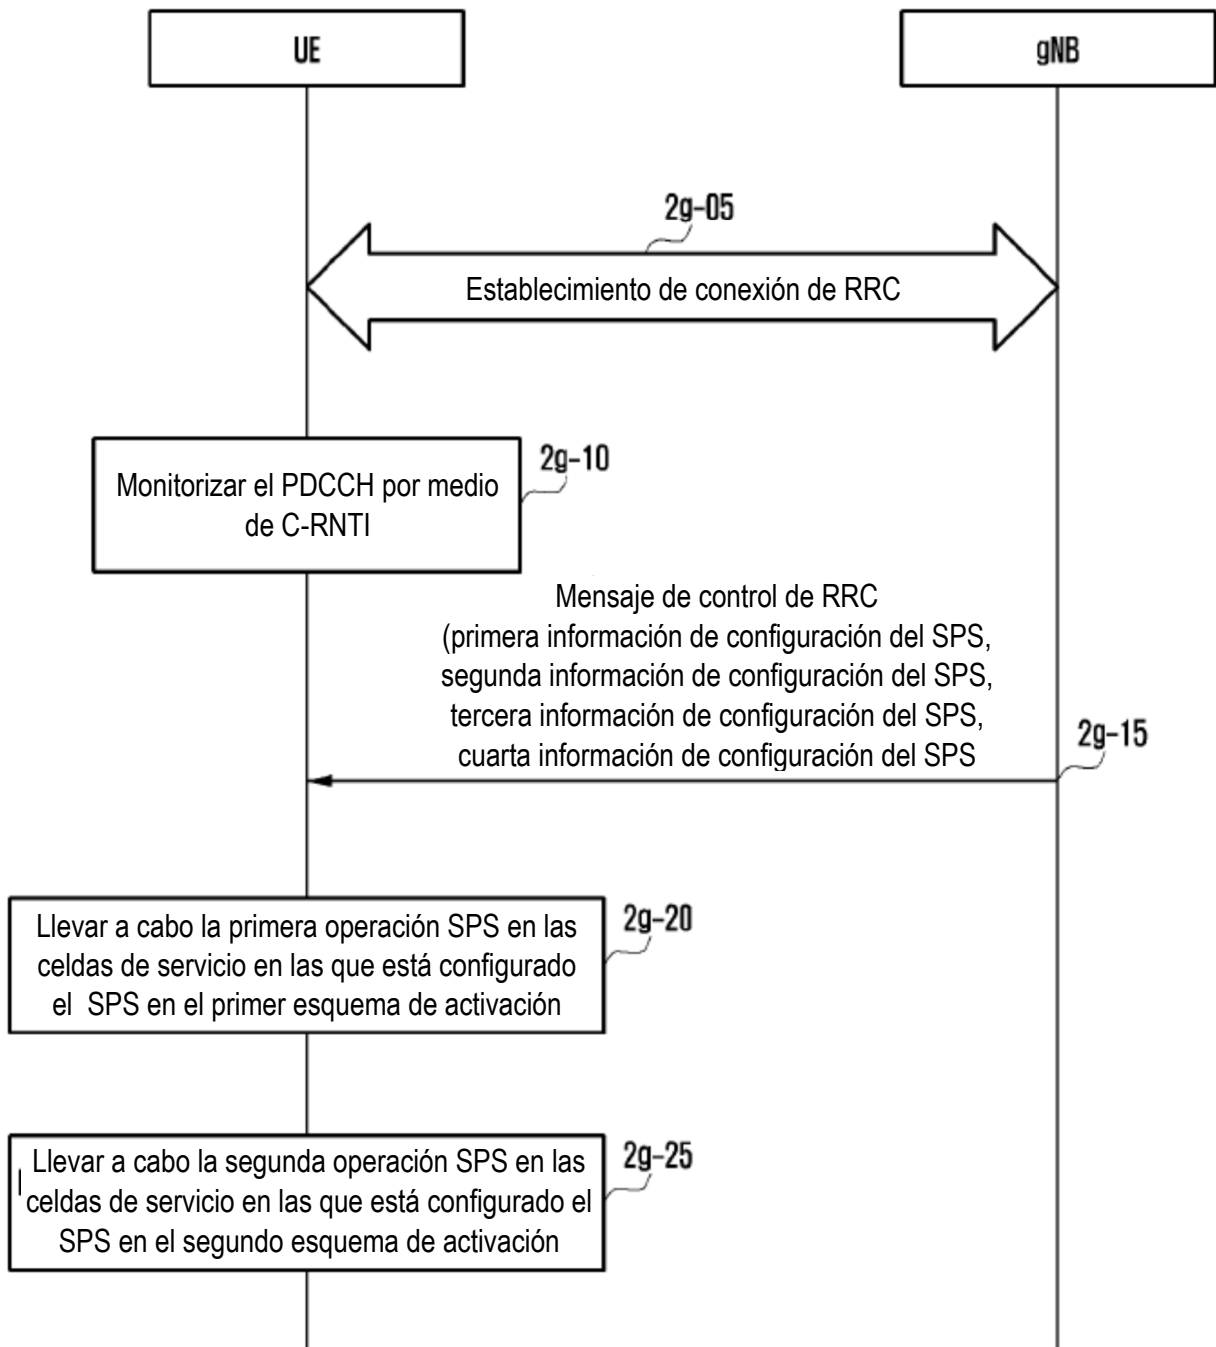 UE
gNB
2g-05
Establecimiento de conexión de RRC
2g-10
Monitorizar el PDCCH por medio
de C-RNTI
Mensaje de control de RRC
(primera información de configuración del SPS,
segunda información de configuración del SPS,
tercera información de configuración del SPS,
cuarta información de configuración del SPS
2g-15
2g-20
Llevar a cabo la primera operación SPS en las
celdas de servicio en las que está configurado
el SPS en el primer esquema de activación
2g-25
Llevar a cabo la segunda operación SPS en las
celdas de servicio en las que está configurado el
SPS en el segundo esquema de activación